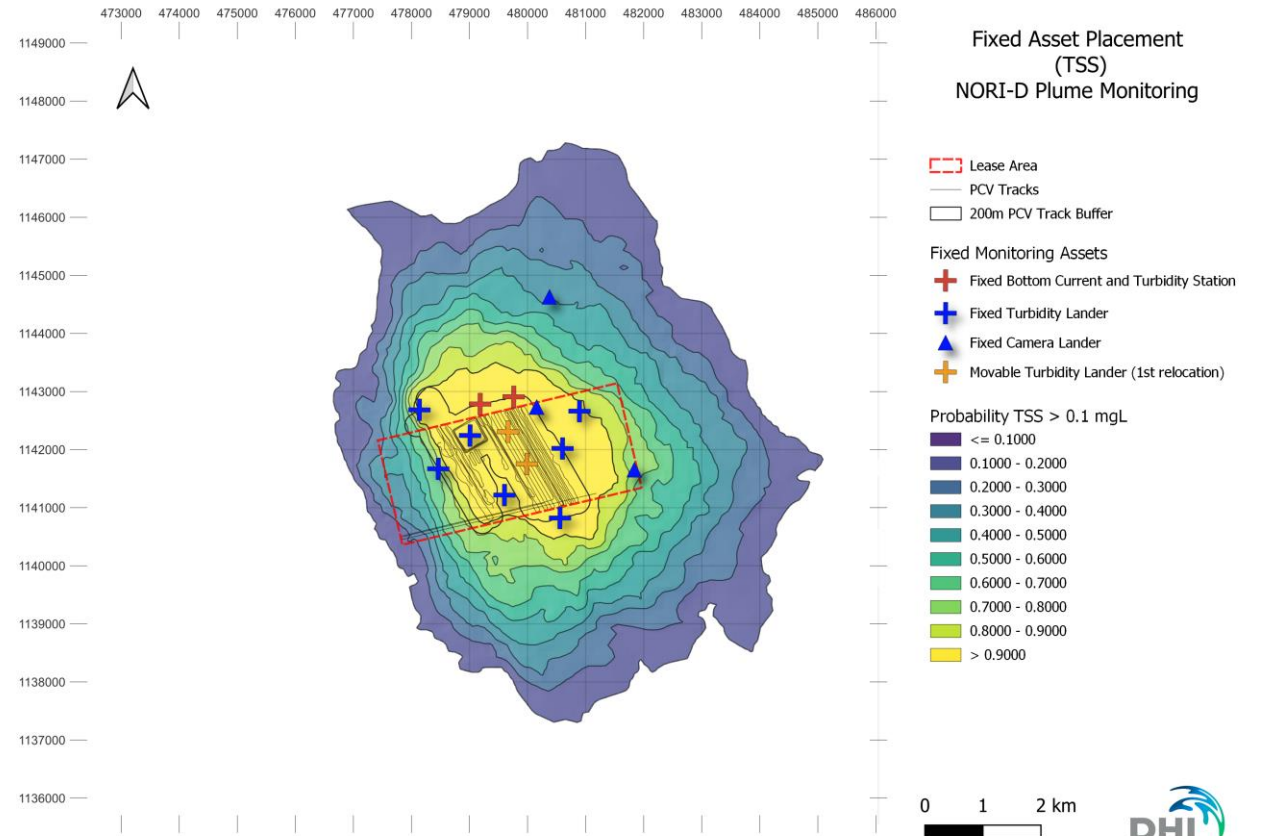 473000 474000 475000 476000 477000 478000 479000 480000 481000 482000 483000 484000 485000 486000
1149000
1148000
1147000
1146000
1145000
1144000
1143000
1142000
1141000
1140000
1139000
1138000
1137000
1136000
Fixed Asset Placement
(TSS)
NORI-D Plume Monitoring
Lease Area
PCV Tracks
200m PCV Track Buffer
Fixed Monitoring Assets
Fixed Bottom Current and Turbidity Station
Fixed Turbidity Lander
Fixed Camera Lander
Movable Turbidity Lander (1st relocation)
Probability TSS > 0.1 mgL
<= 0.1000
0.1000 - 0.2000
0.2000 - 0.3000
0.3000 - 0.4000
0.4000 - 0.5000
0.5000 - 0.6000
0.6000 - 0.7000
0.7000 - 0.8000
0.8000 - 0.9000
> 0.9000
0 1 2 km
DHI